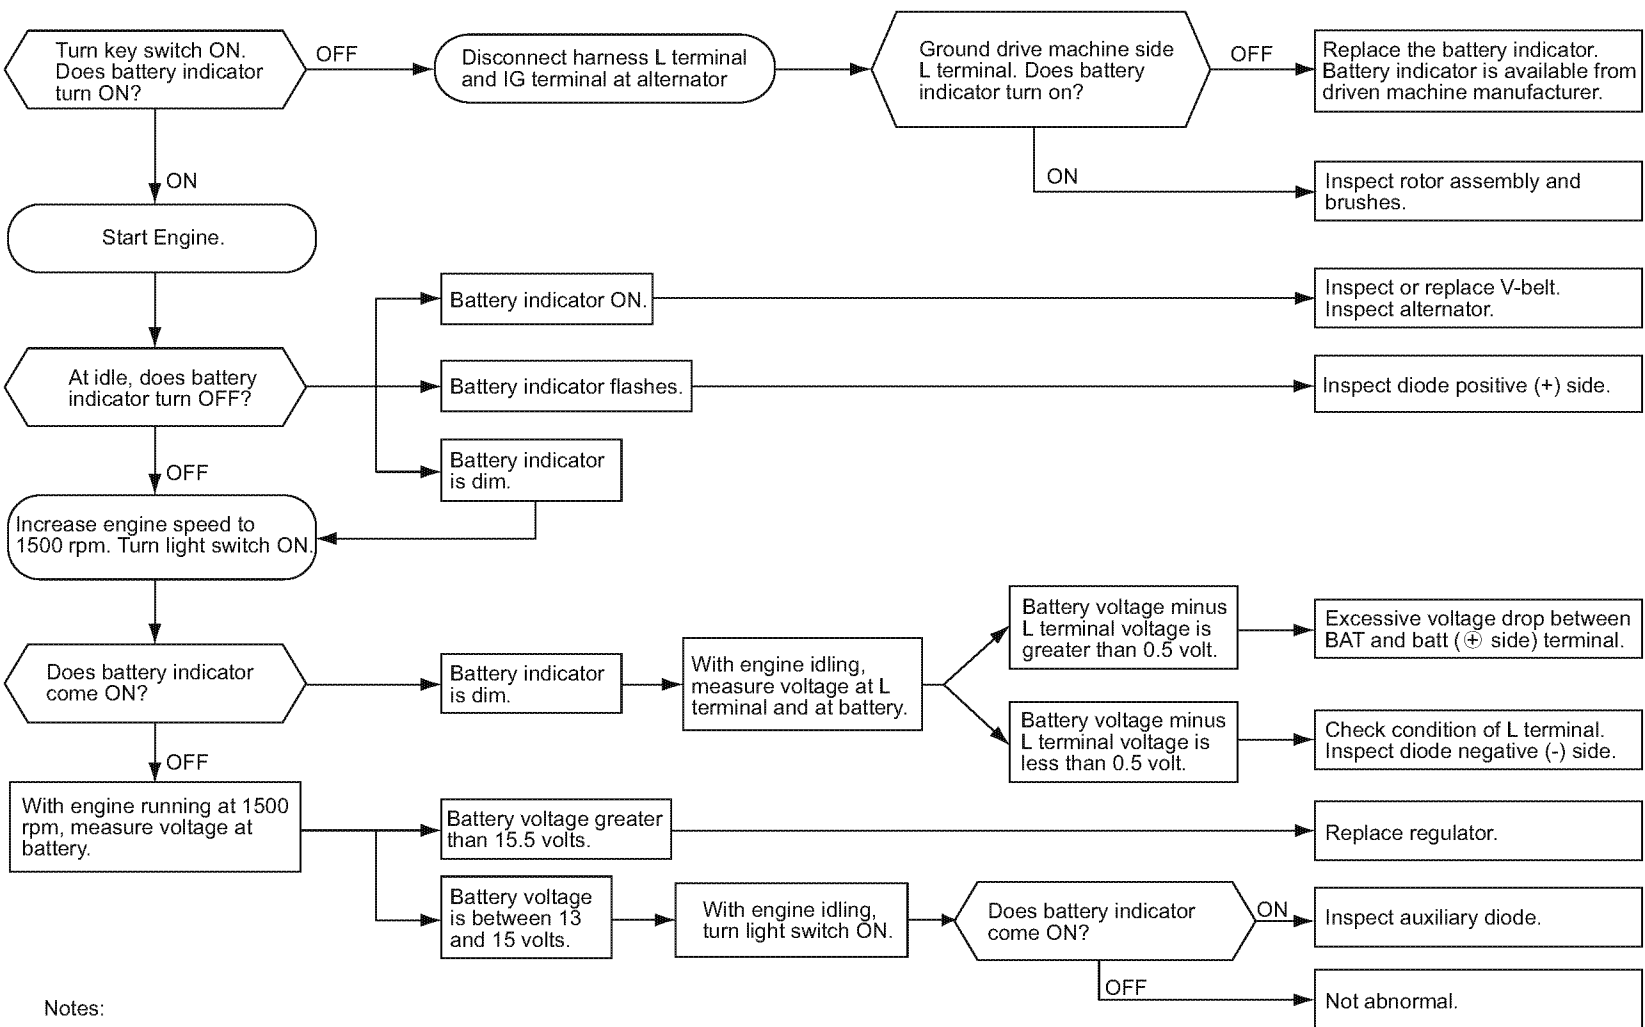 Turn key switch ON.
Does battery indicator
turn ON?
OFF
Disconnect harness L terminal
and IG terminal at alternator
Ground drive machine side
L terminal. Does battery
indicator turn on?
OFF
Replace the battery indicator.
Battery indicator is available from
driven machine manufacturer.
ON
Inspect rotor assembly and
brushes.
ON
Start Engine.
At idle, does battery
indicator turn OFF?
Battery indicator ON.
Inspect or replace V-belt.
Inspect alternator.
Battery indicator flashes.
Inspect diode positive (+) side.
Battery indicator
is dim.
OFF
Increase engine speed to
1500 rpm. Turn light switch ON.
Does battery indicator
come ON?
Battery indicator
is dim.
With engine idling,
measure voltage at L
terminal and at battery.
Battery voltage minus
L terminal voltage is
greater than 0.5 volt.
Excessive voltage drop between
BAT and batt (⊕ side) terminal.
Battery voltage minus
L terminal voltage is
less than 0.5 volt.
Check condition of L terminal.
Inspect diode negative (-) side.
OFF
With engine running at 1500
rpm, measure voltage at
battery.
Battery voltage greater
than 15.5 volts.
Replace regulator.
Battery voltage
is between 13
and 15 volts.
With engine idling,
turn light switch ON.
Does battery indicator
come ON?
ON
Inspect auxiliary diode.
OFF
Not abnormal.
Notes: